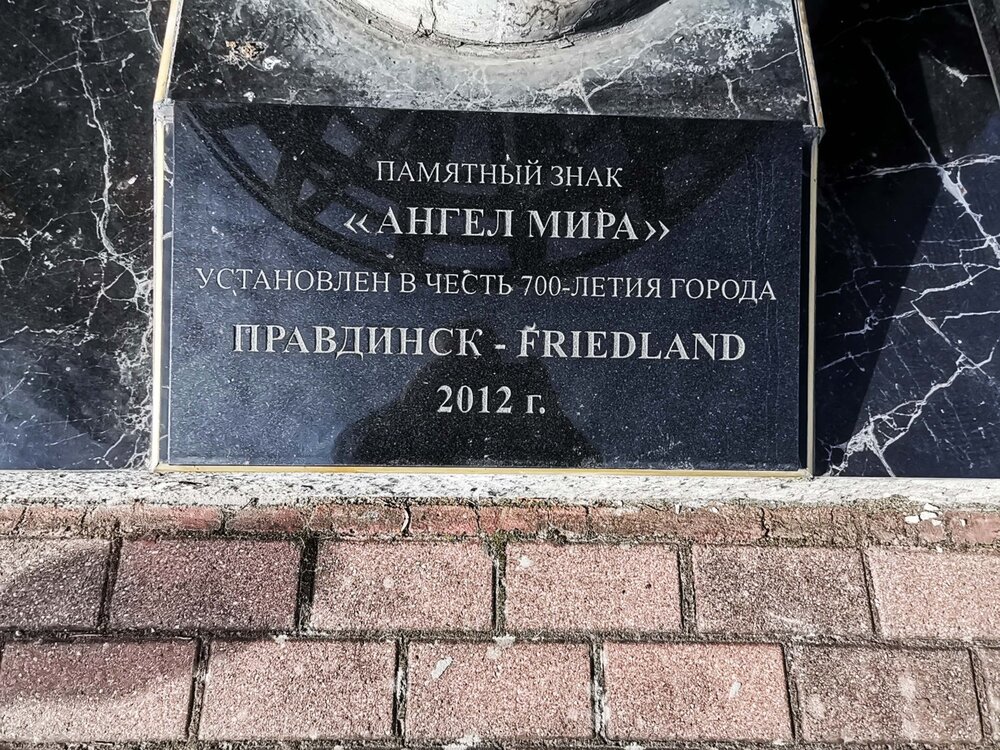 ПАМЯТНЫЙ ЗНАК
«АНГЕЛ МИРА»
УСТАНОВЛЕН В ЧЕСТЬ 700-ЛЕТИЯ ГОРОДА
ПРАВДИНСК - FRIEDLAND
2012 г.